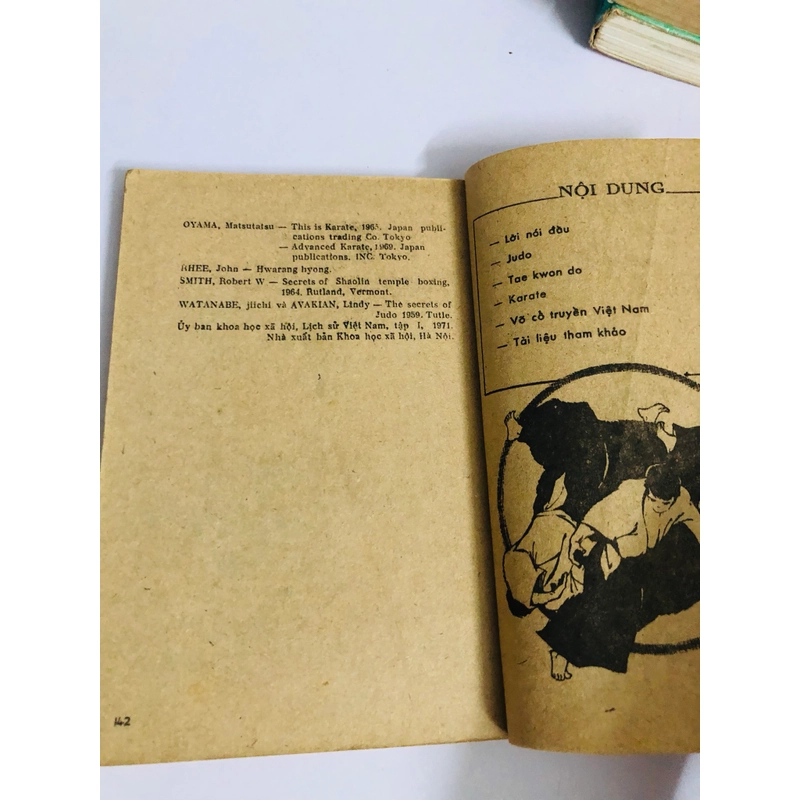 OYAMA, Matsutatsu — This is Karate, 1965. Japan publi-
cations trading Co. Tokyo
— Advanced Karate, 1969. Japan
publications. INC. Tokyo.
RHEE, John — Hwarang hyong.
SMITH, Robert W — Secrets of Shaolin temple boxing,
1964. Rutland, Vermont.
WATANABE, jiichi và AVAKIAN, Lindy — The secrets of
Judo 1959. Tutle.
Ủy ban khoa học xã hội, Lịch sử Việt Nam, tập I, 1971.
Nhà xuất bản Khoa học xã hội, Hà Nội.
142
NỘI DUNG
— Lời nói đầu
— Judo
— Tae kwon do
— Karate
— Võ cổ truyền Việt Nam
— Tài liệu tham khảo